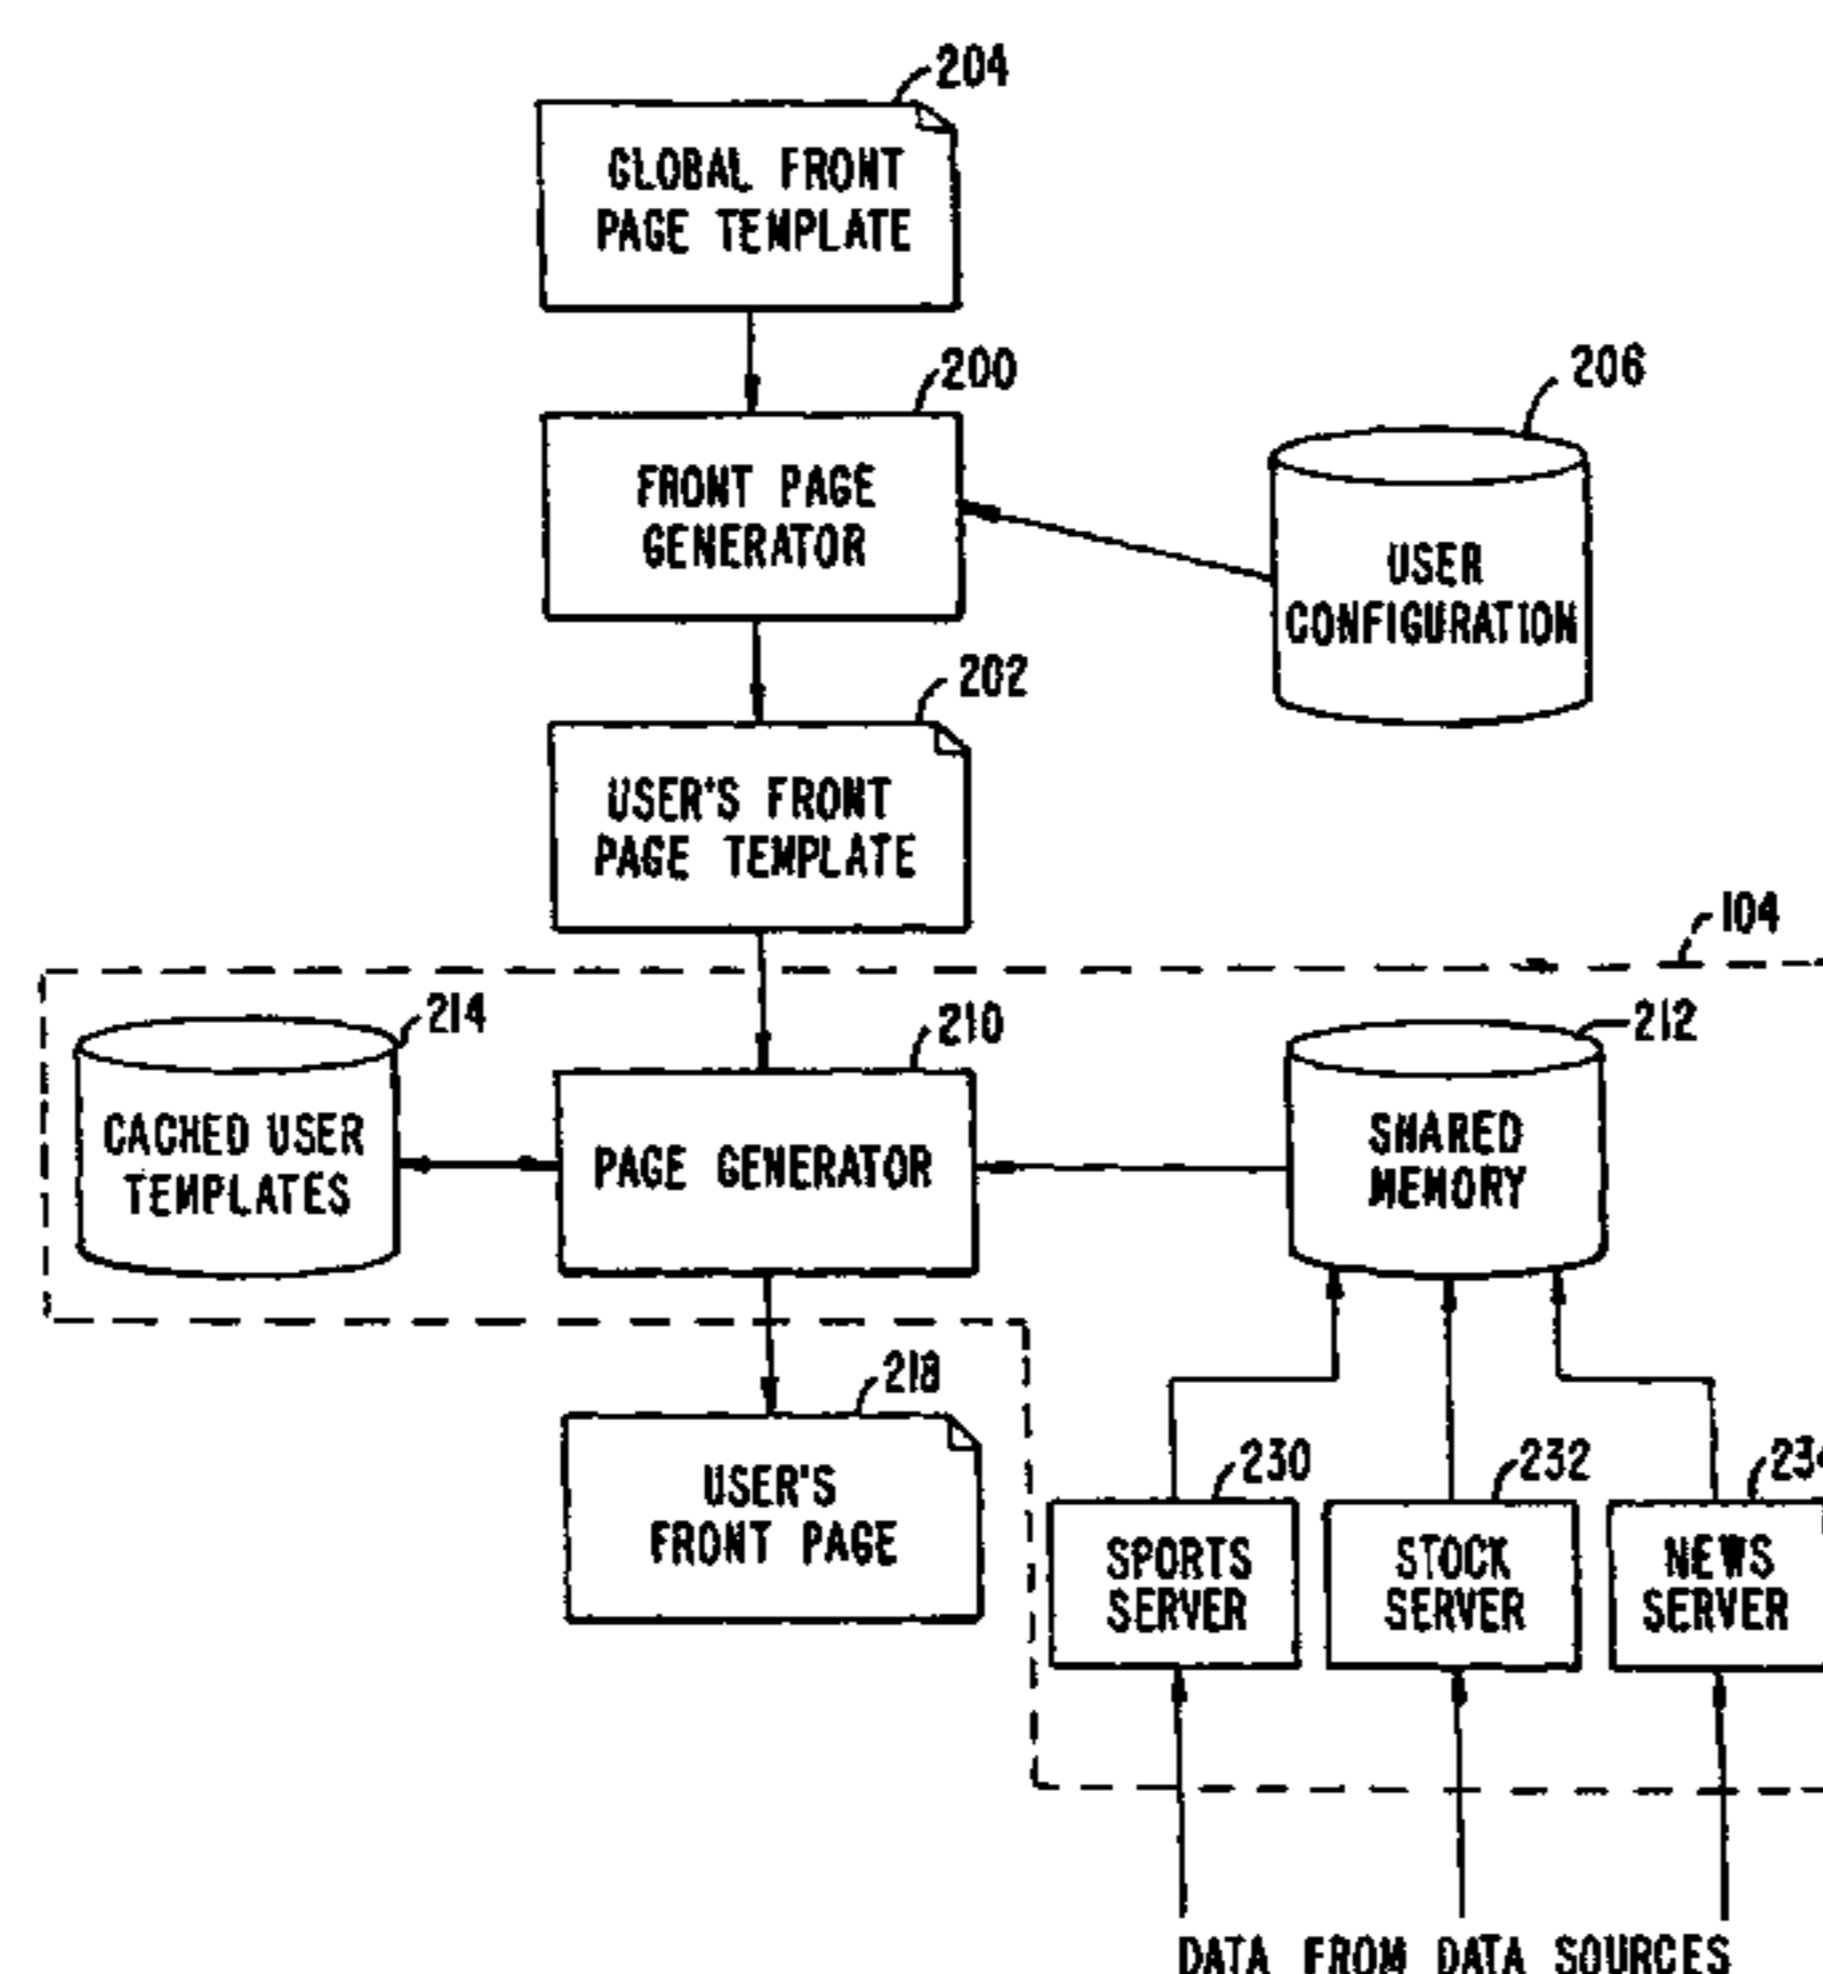 204
GLOBAL FRONT
PAGE TEMPLATE
200
FRONT PAGE
GENERATOR
206
USER
CONFIGURATION
202
USER'S FRONT
PAGE TEMPLATE
104
214
CACHED USER
TEMPLATES
210
PAGE GENERATOR
212
SHARED
MEMORY
218
USER'S
FRONT PAGE
230
SPORTS
SERVER
232
STOCK
SERVER
NEWS
SERVER
DATA FROM DATA SOURCES